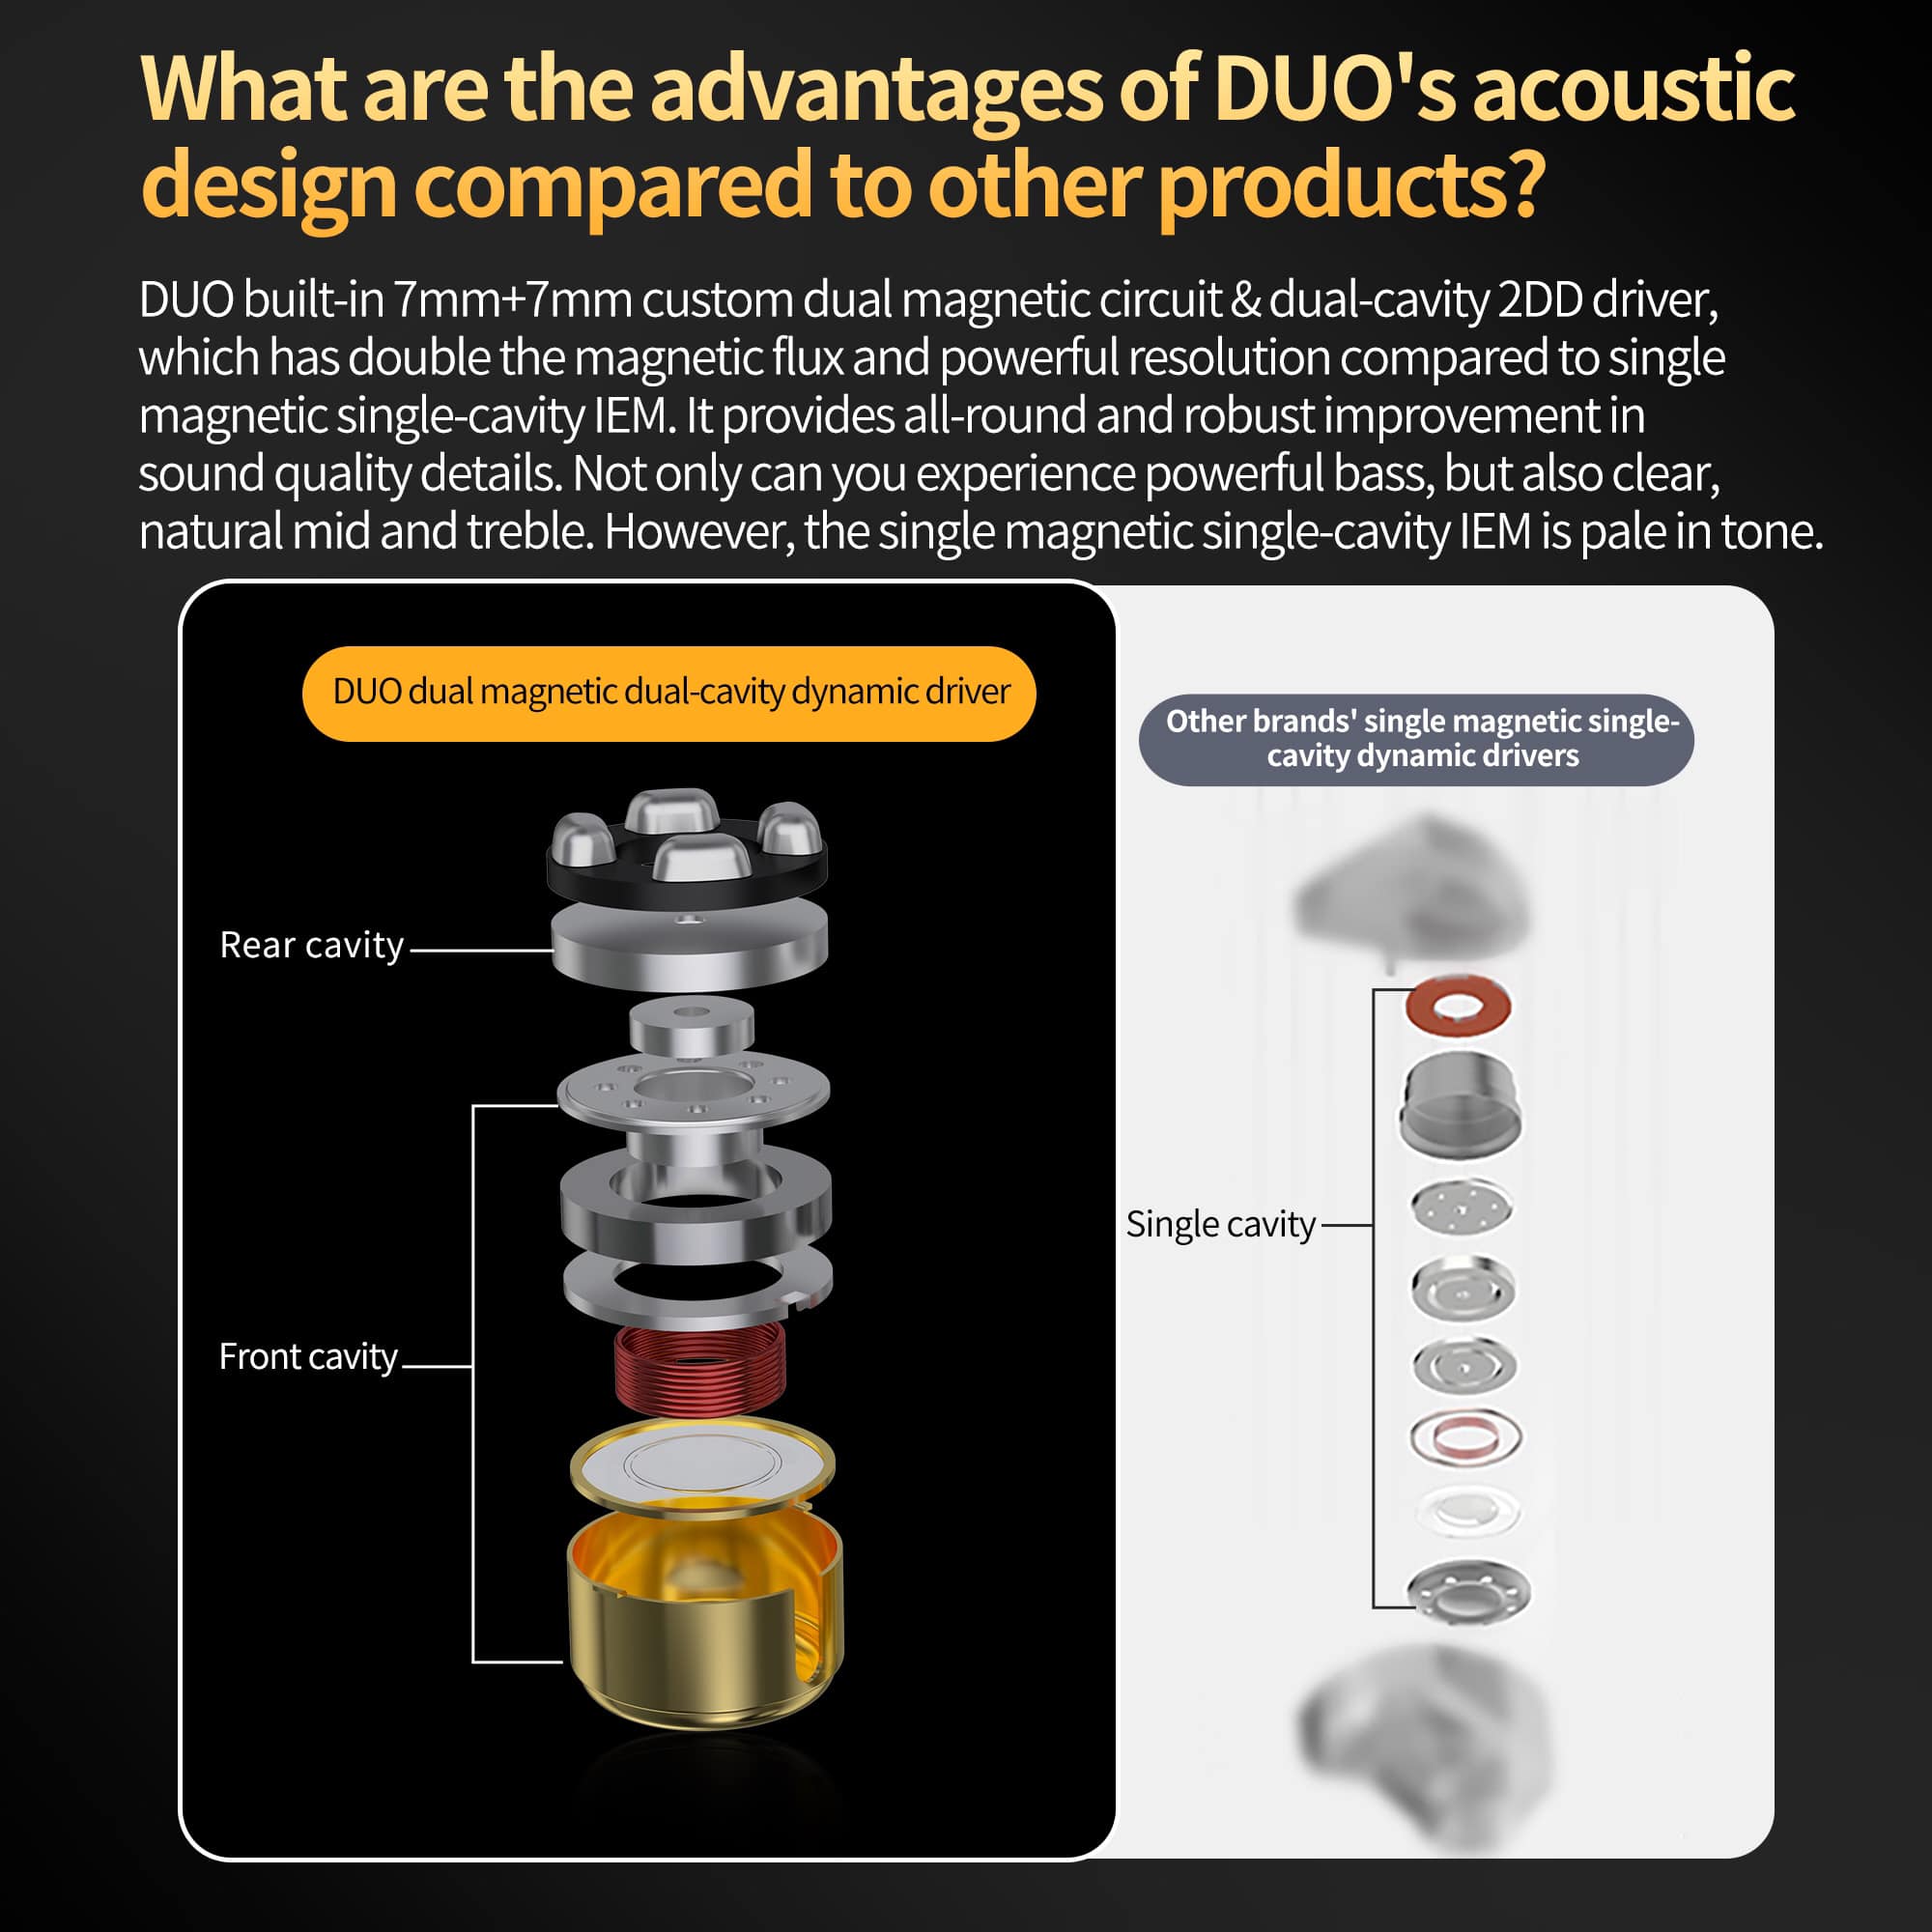 What are the advantages of DUO's acoustic
design compared to other products?
DUO built-in 7mm+7mm custom dual magnetic circuit & dual-cavity 2DD driver,
which has double the magnetic flux and powerful resolution compared to single
magnetic single-cavity IEM. It provides all-round and robust improvement in
sound quality details. Not only can you experience powerful bass, but also clear,
natural mid and treble. However, the single magnetic single-cavity IEM is pale in tone.
DUO dual magnetic dual-cavity dynamic driver
Rear cavity
Front cavity
Other brands' single magnetic single-
cavity dynamic drivers
Single cavity